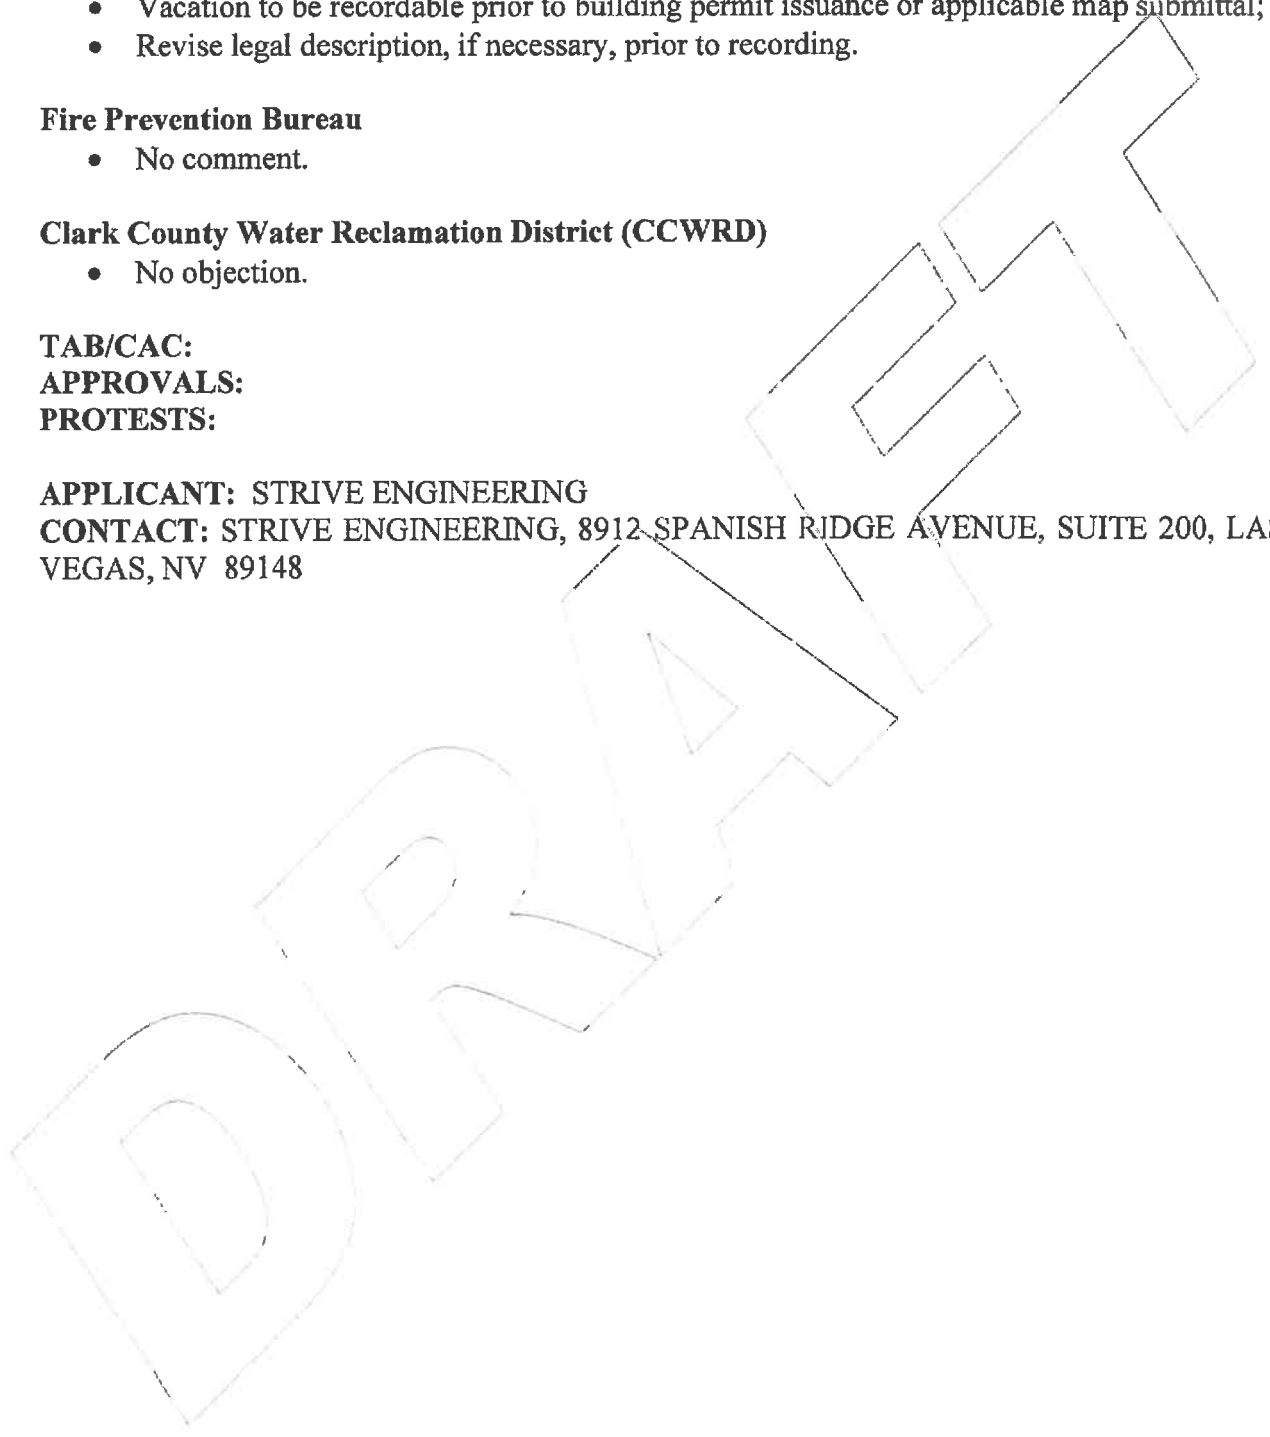 • Vacation to be recordable prior to building permit issuance or applicable map submittal;
• Revise legal description, if necessary, prior to recording.
Fire Prevention Bureau
• No comment.
Clark County Water Reclamation District (CCWRD)
• No objection.
TAB/CAC:
APPROVALS:
PROTESTS:
APPLICANT: STRIVE ENGINEERING
CONTACT: STRIVE ENGINEERING, 8912 SPANISH RIDGE AVENUE, SUITE 200, LAS
VEGAS, NV 89148
DRAFT